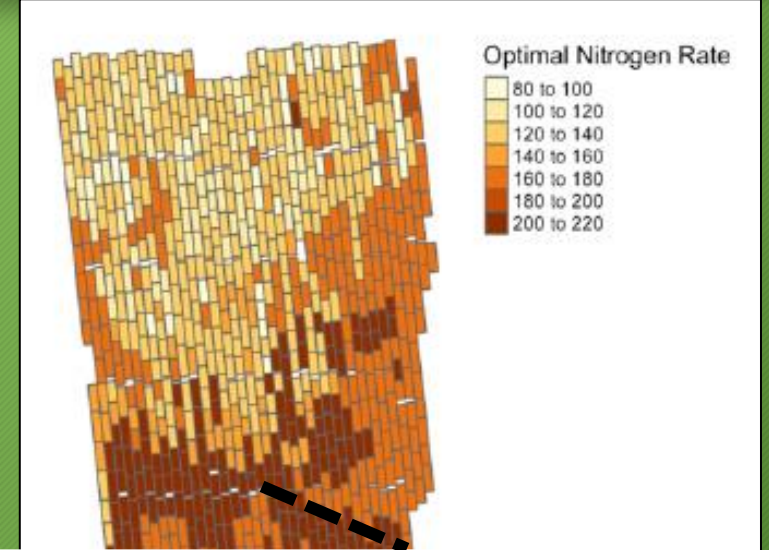 Optimal Nitrogen Rate
80 to 100
100 to 120
120 to 140
140 to 160
160 to 180
180 to 200
200 to 220